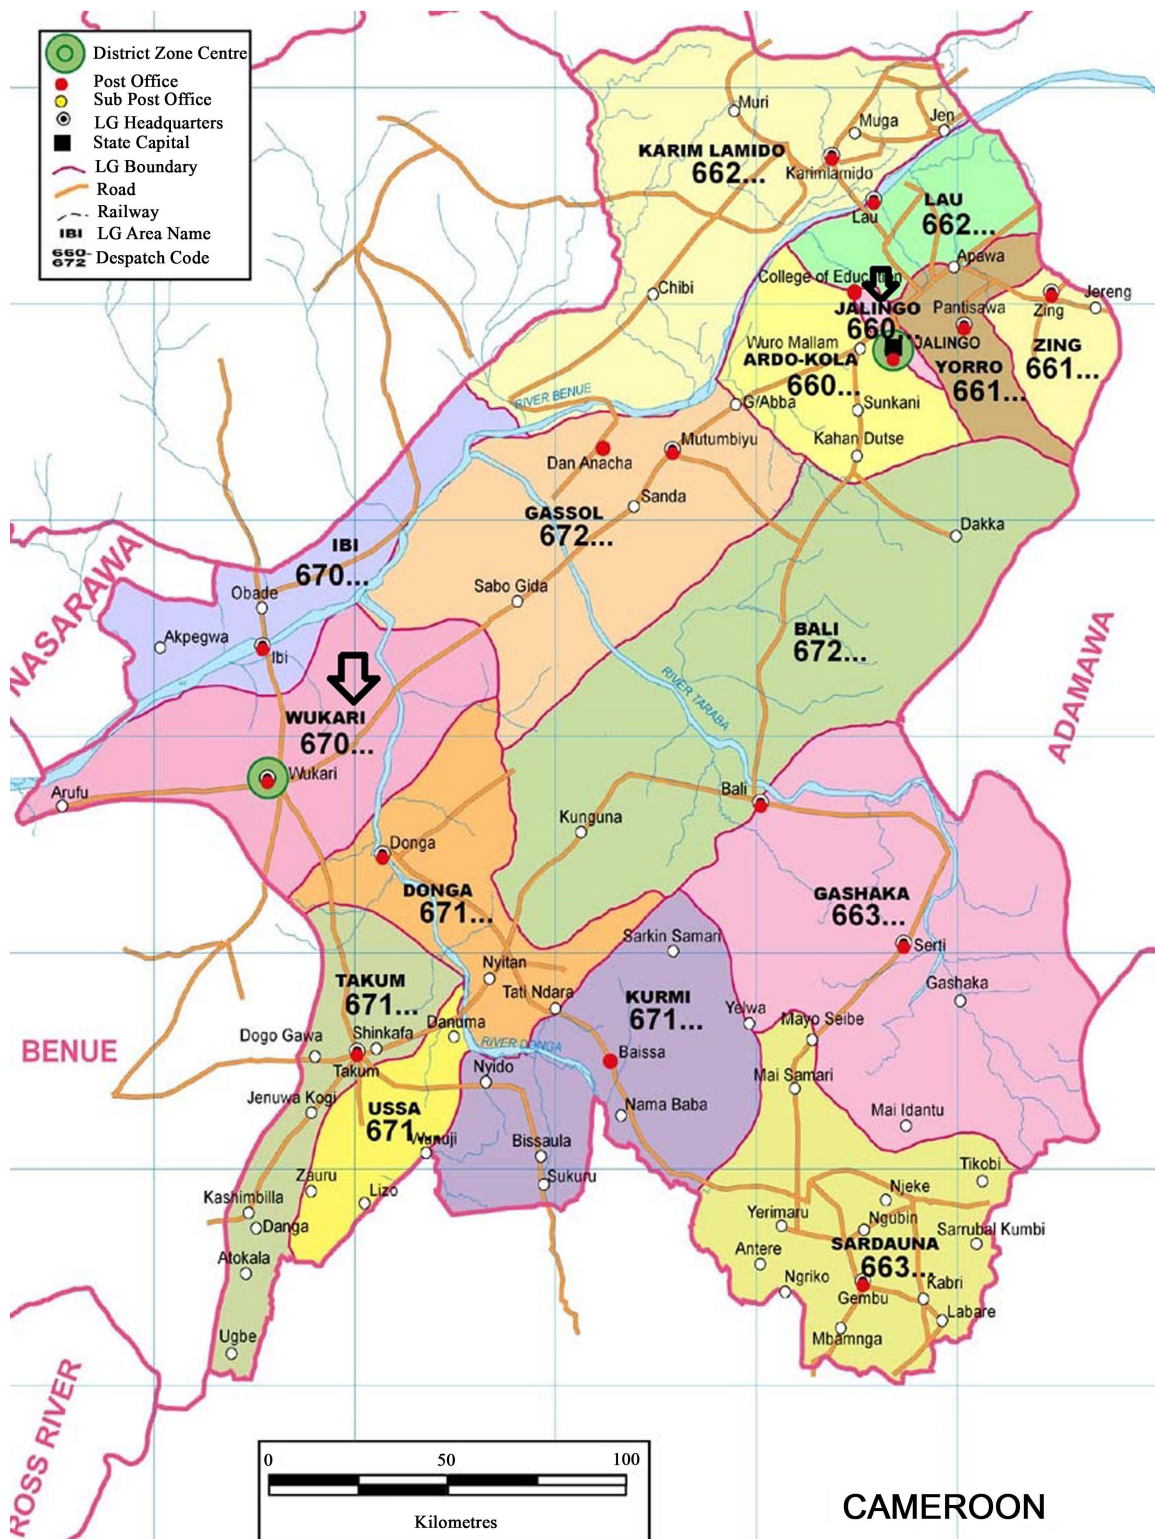 District Zone Centre
Post Office
Sub Post Office
LG Headquarters
State Capital
LG Boundary
Road
Railway
IBI LG Area Name
660-
672 Despatch Code
Muri
Muga
Jen
KARIM LAMIDO
662...
Karimlamido
LAU
662...
Lau
Apawa
College of Education
Chibi
JALINGO
660...
Pantisawa
Zing
Jereng
Wuro Mallam
JALINGO
ZING
661...
ARDO-KOLA
660...
YORRO
661...
RIVER BENUE
G/Abba
Sunkani
Mutumbiyu
Kahan Dutse
Dan Anacha
Sanda
GASSOL
672...
Dakka
IBI
670...
NASARAWA
Obade
Sabo Gida
Akpegwa
Ibi
BALI
672...
ADAMAWA
RIVER TARABA
WUKARI
670...
Wukari
Arufu
Bali
Kunguna
Donga
DONGA
671...
GASHAKA
663...
Sarkin Samari
Serti
Nyitan
TAKUM
671...
Tati Ndara
KURMI
671...
Gashaka
Yelwa
Mayo Seibe
Dogo Gawa
Shinkafa
Danuma
RIVER DONGA
BENUE
Takum
Baissa
Nyido
Mai Samari
Jenuwa Kogi
USSA
671...
Nama Baba
Mai Idantu
Wanuji
Bissaula
Zauru
Sukuru
Tikobi
Lizo
Kashimbilla
Njeke
Danga
Yerimaru
Ngubin
Sarrubal Kumbi
SARDAUNA
663...
Antere
Atokala
Ngriko
Kabri
Gembu
Labare
Ugbe
Mbamnga
ROSS RIVER
0 50 100
Kilometres
CAMEROON